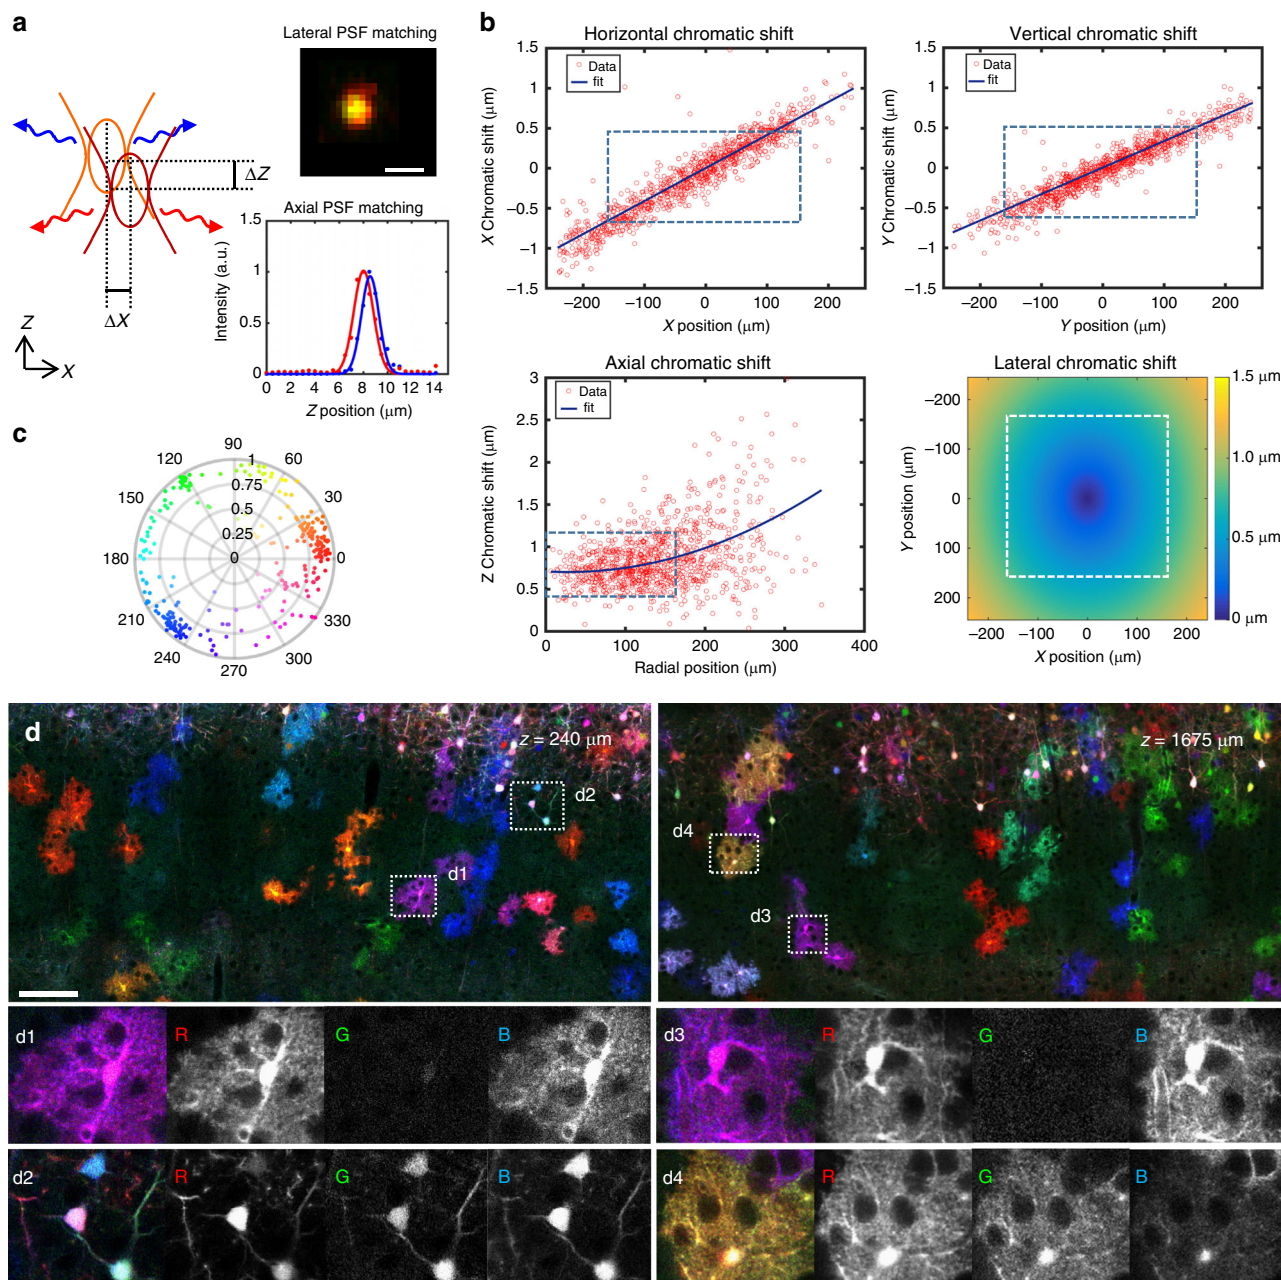 a
Lateral PSF matching
ΔZ
ΔX
Z
X
Axial PSF matching
Intensity (a.u.)
1.5
1
0.5
0
0 2 4 6 8 10 12 14
Z position (μm)
b
Horizontal chromatic shift
Data
fit
X Chromatic shift (μm)
1.5
1
0.5
0
−0.5
−1
−1.5
−200 −100 0 100 200
X position (μm)
Vertical chromatic shift
Data
fit
Y Chromatic shift (μm)
1.5
1
0.5
0
−0.5
−1
−1.5
−200 −100 0 100 200
Y position (μm)
Axial chromatic shift
Data
fit
Z Chromatic shift (μm)
3
2.5
2
1.5
1
0.5
0
0 100 200 300 400
Radial position (μm)
Lateral chromatic shift
Y position (μm)
−200
−100
0
100
200
−200 −100 0 100 200
X position (μm)
1.5 μm
1.0 μm
0.5 μm
0 μm
c
90
60
30
0
330
300
270
240
210
180
150
120
1
0.75
0.5
0.25
0
d
z = 240 μm
d2
d1
z = 1675 μm
d4
d3
d1 R G B
d3 R G B
d2 R G B
d4 R G B